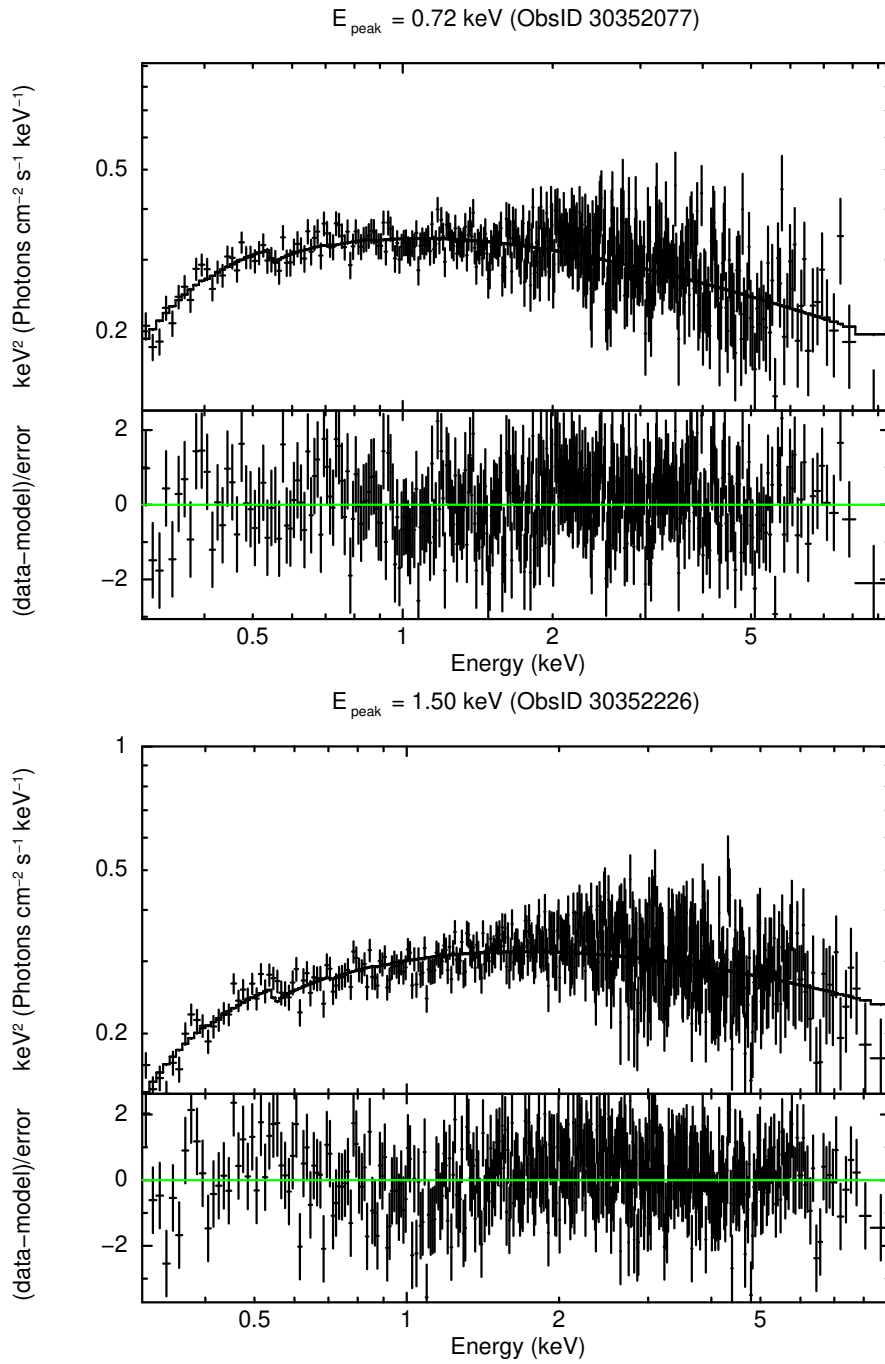 E peak = 0.72 keV (ObsID 30352077)
keV² (Photons cm⁻² s⁻¹ keV⁻¹)
0.5
0.2
(data−model)/error
2
0
−2
0.5 1 2 5
Energy (keV)
E peak = 1.50 keV (ObsID 30352226)
keV² (Photons cm⁻² s⁻¹ keV⁻¹)
1
0.5
0.2
(data−model)/error
2
0
−2
0.5 1 2 5
Energy (keV)